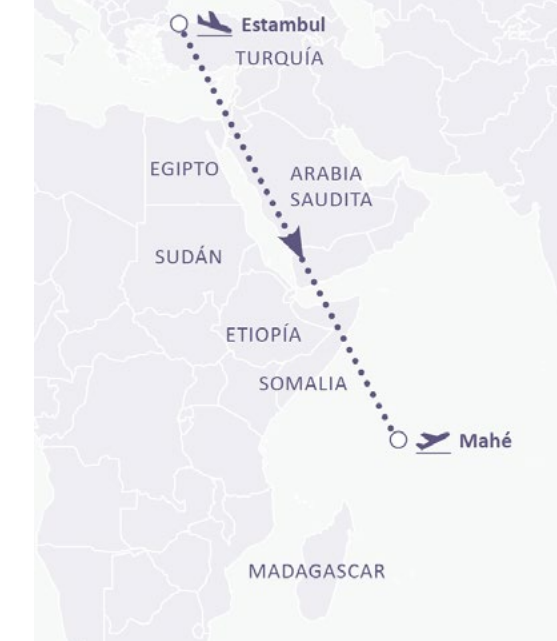 Estambul
TURQUÍA
EGIPTO
ARABIA
SAUDITA
SUDÁN
ETIOPÍA
SOMALIA
Mahé
MADAGASCAR